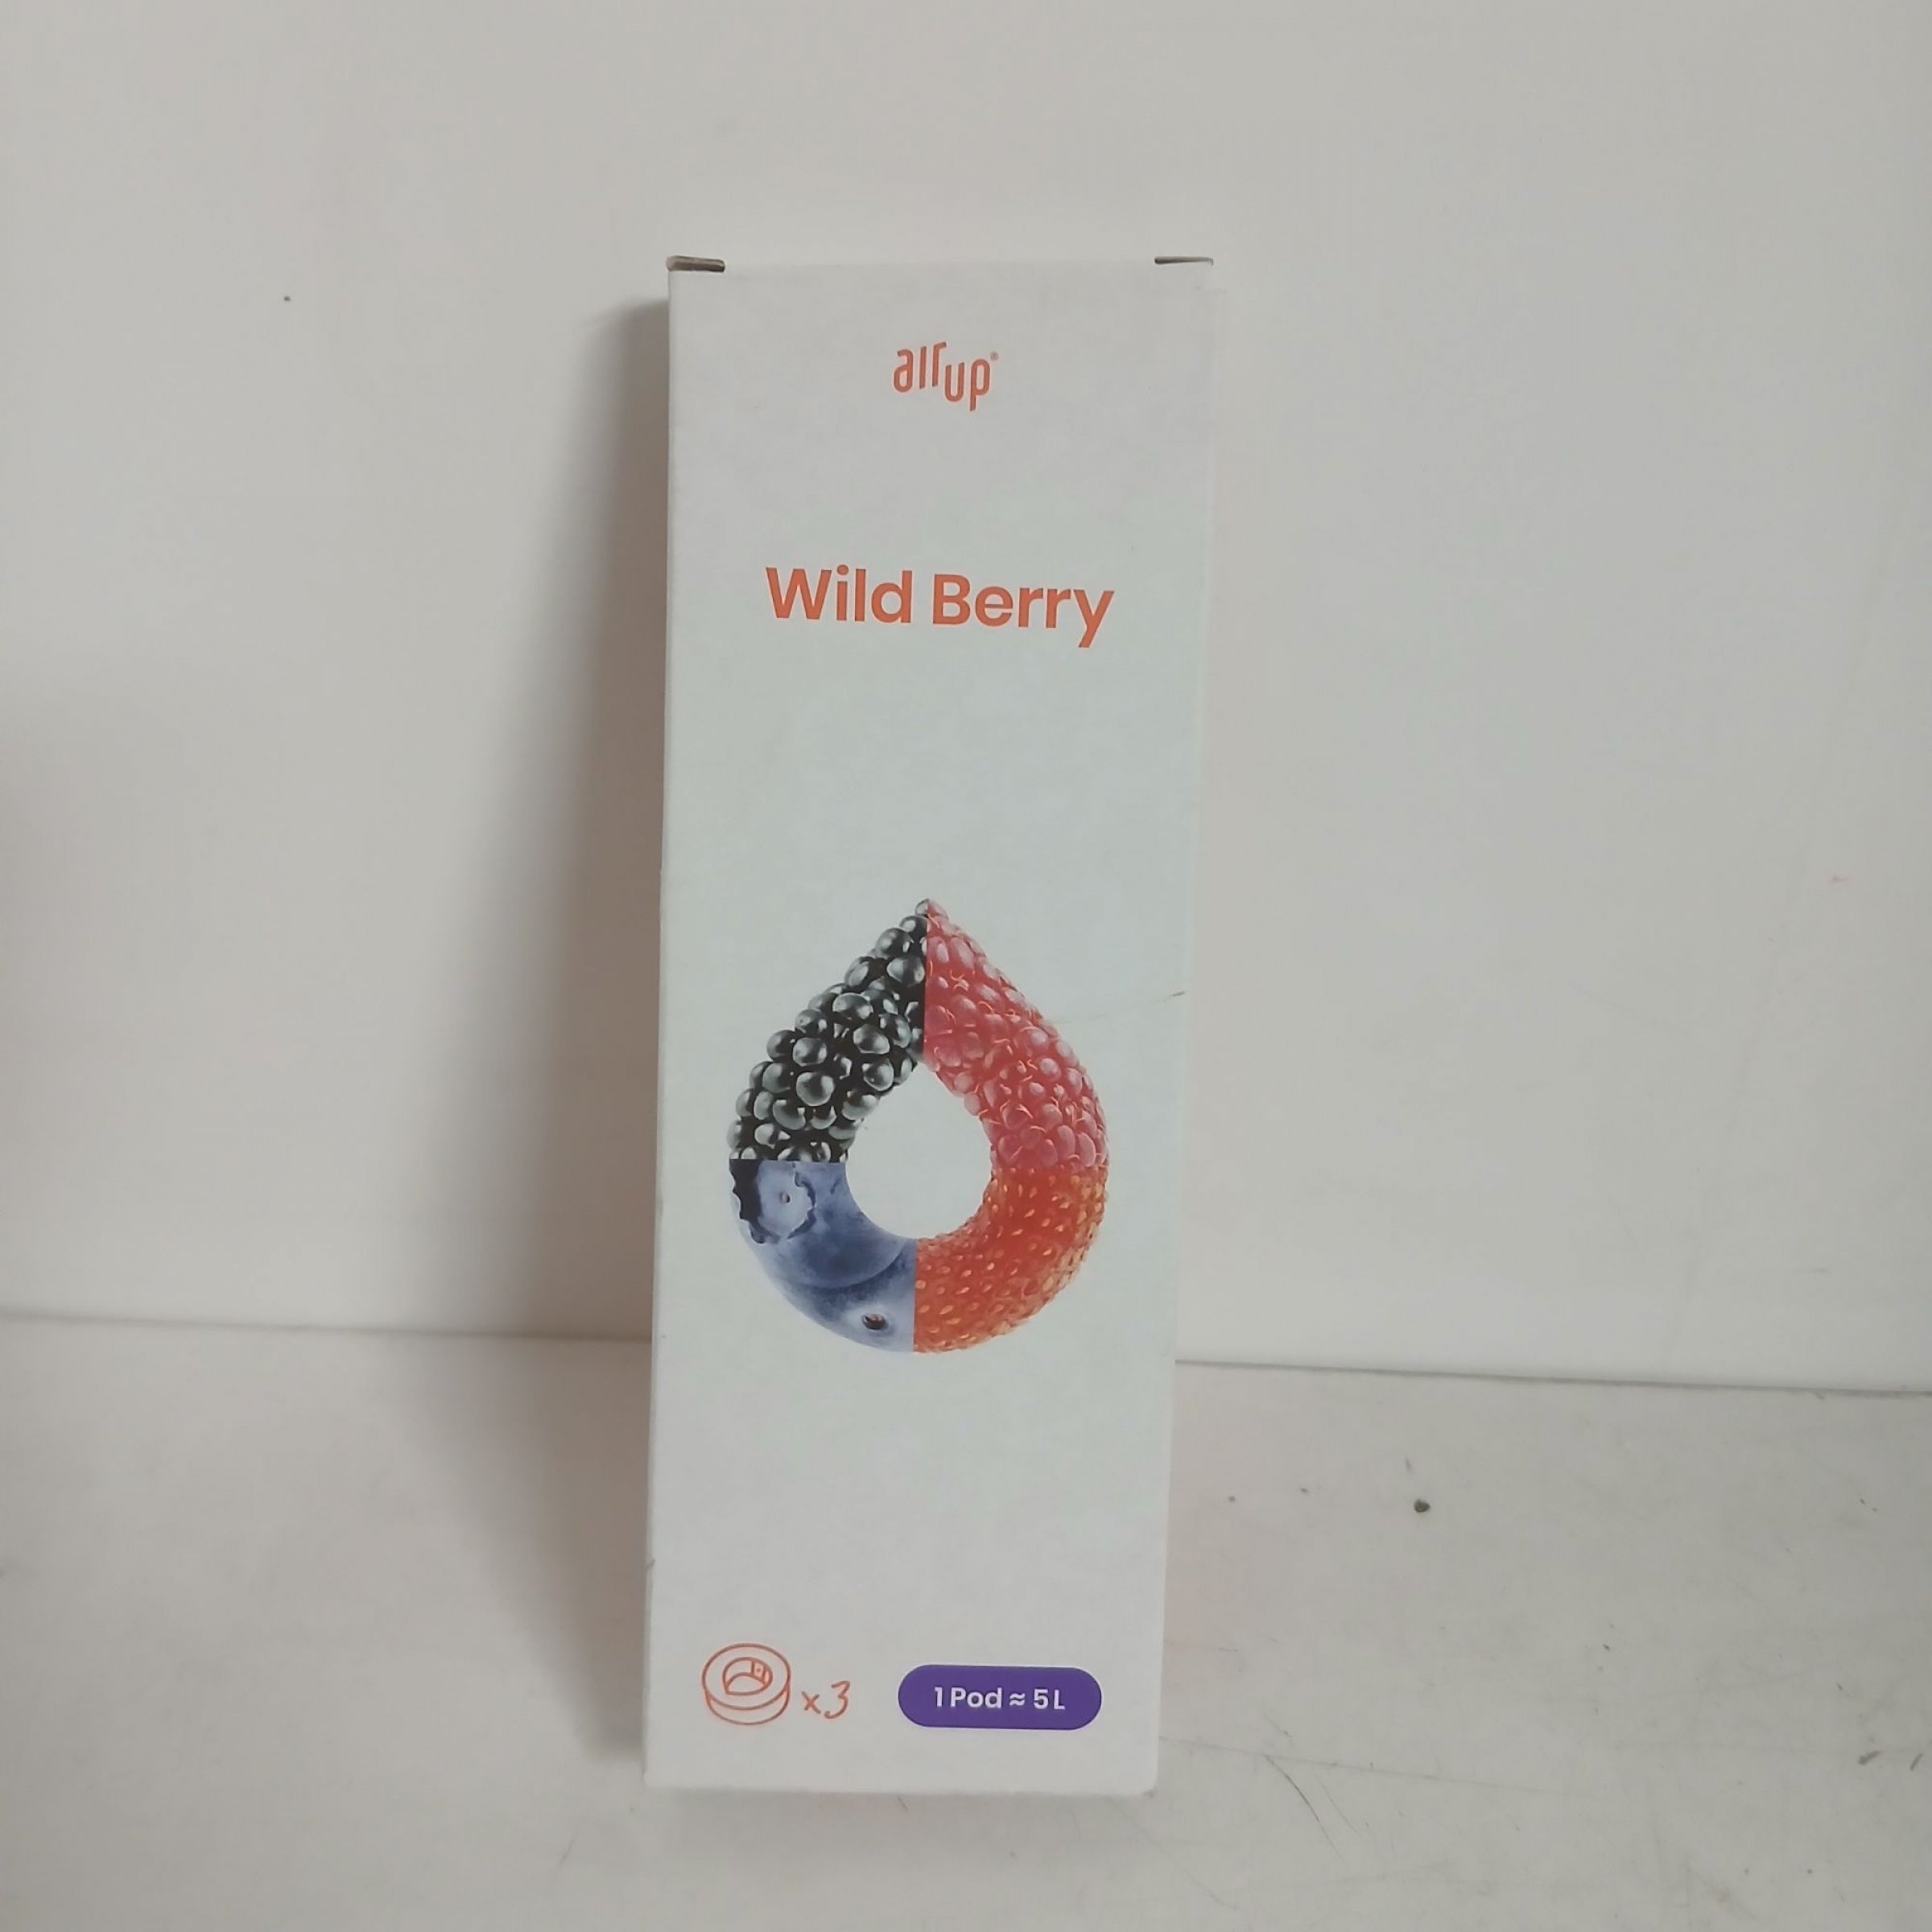 air up®
Wild Berry
x3
1 Pod ≈ 5 L